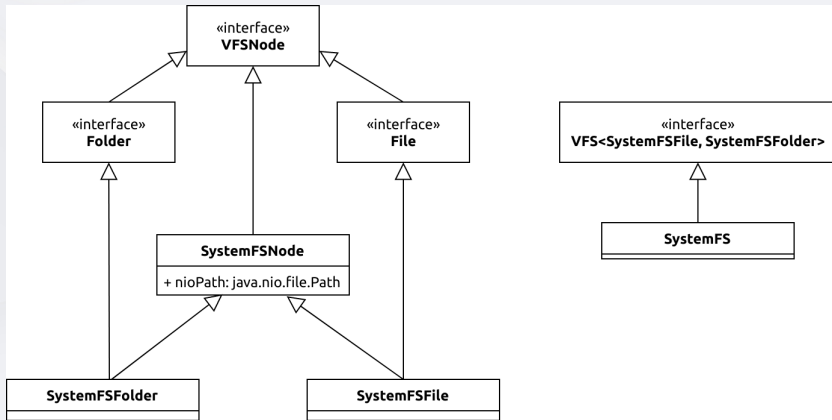 «interface»
VFSNode
«interface»
Folder
«interface»
File
«interface»
VFS<SystemFSFile, SystemFSFolder>
SystemFSNode
+ nioPath: java.nio.file.Path
SystemFS
SystemFSFolder
SystemFSFile